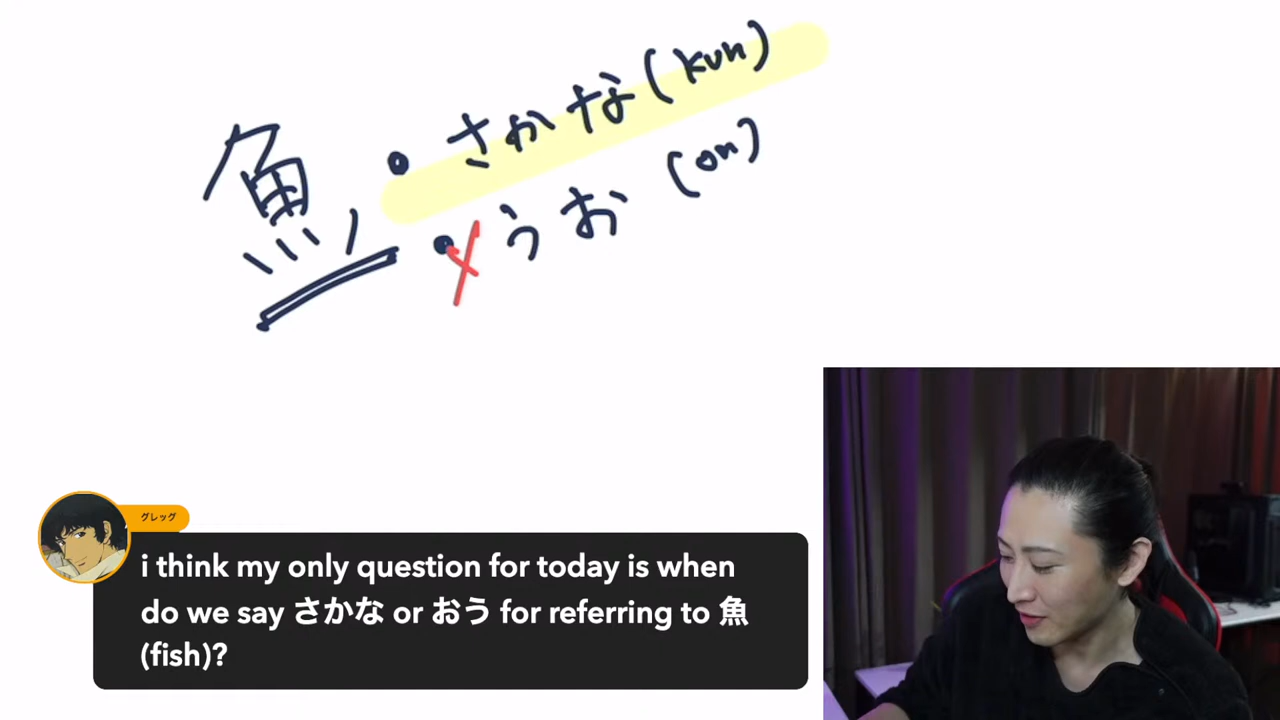 魚 ・さかな(kun)
・うお(on)
グレッグ
i think my only question for today is when
do we say さかな or おう for referring to 魚
(fish)?